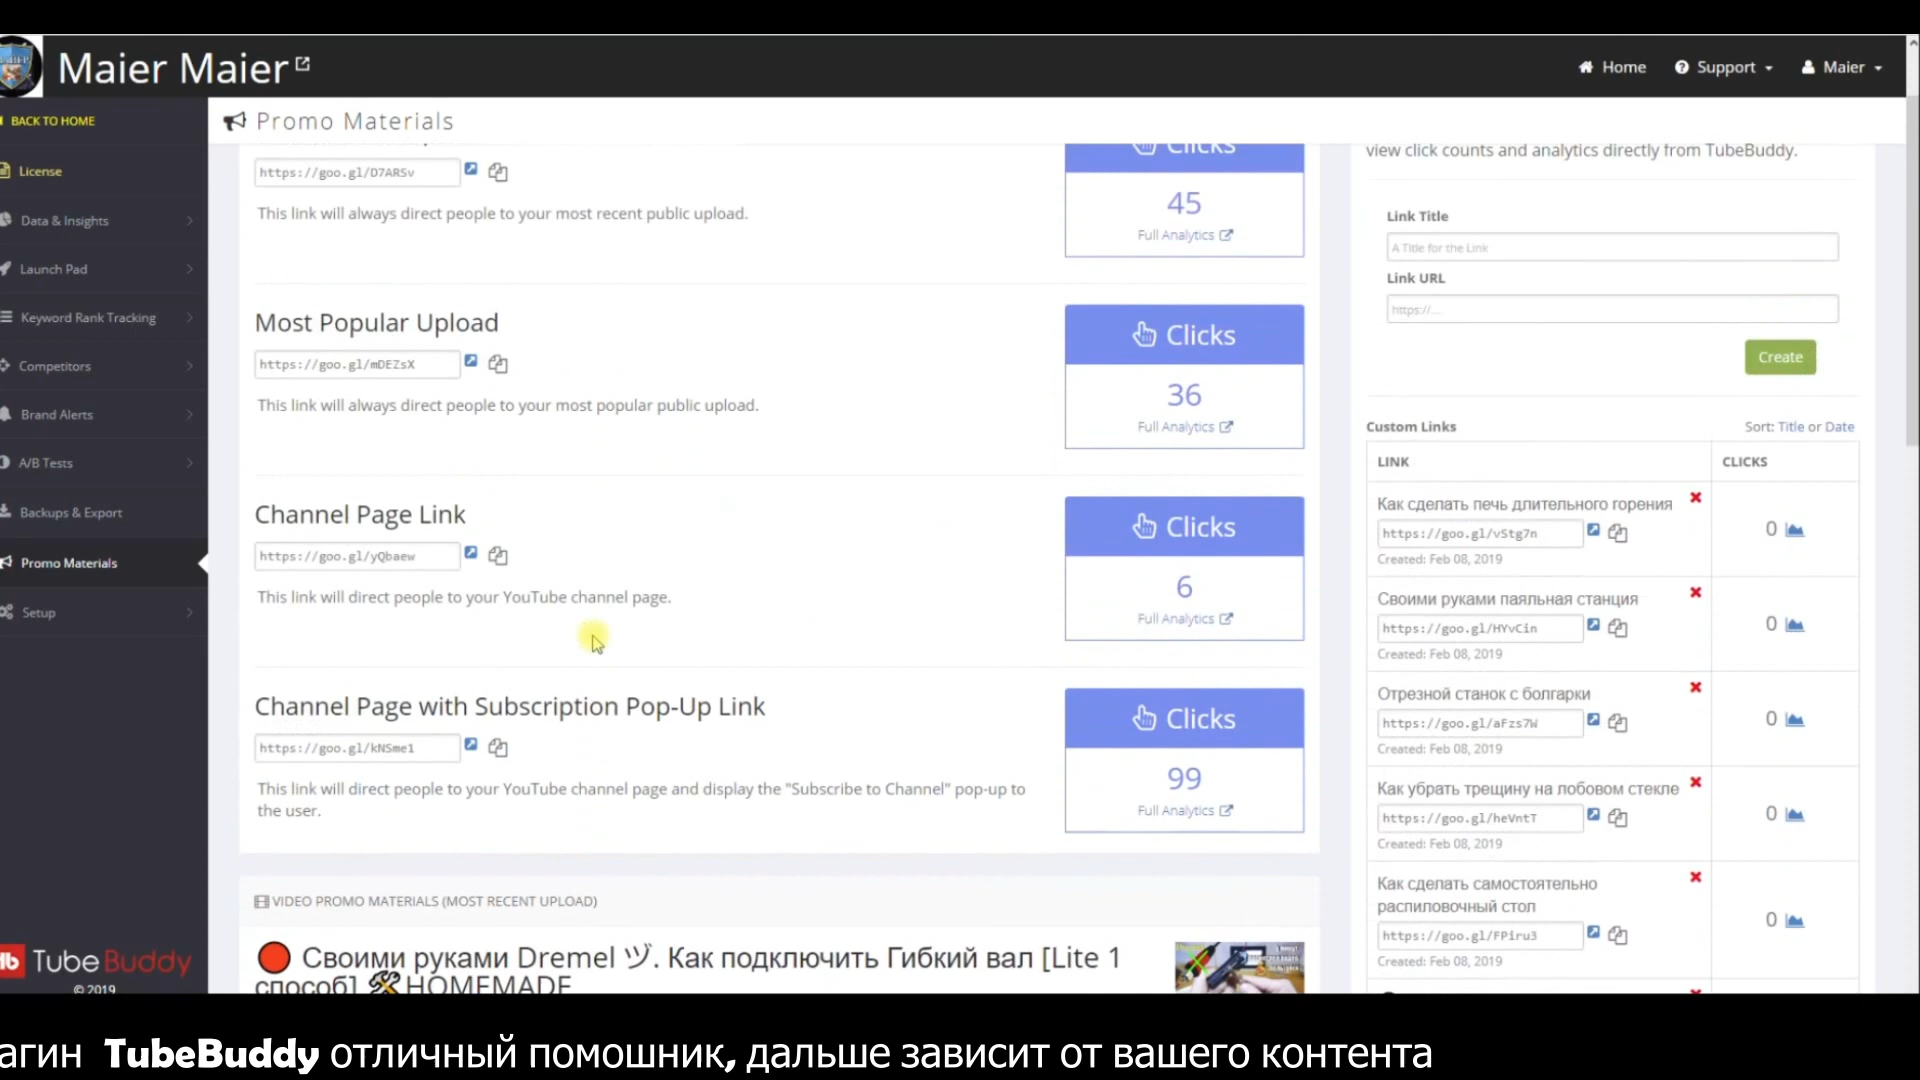 Maier Maier
Home
Support
Maier
BACK TO HOME
License
Data & Insights
Launch Pad
Keyword Rank Tracking
Competitors
Brand Alerts
A/B Tests
Backups & Export
Promo Materials
Setup
TubeBuddy
© 2019
Promo Materials
https://goo.gl/D7ARSv
This link will always direct people to your most recent public upload.
Clicks
45
Full Analytics
Most Popular Upload
https://goo.gl/mDEZsX
This link will always direct people to your most popular public upload.
Clicks
36
Full Analytics
Channel Page Link
https://goo.gl/yQbaew
This link will direct people to your YouTube channel page.
Clicks
6
Full Analytics
Channel Page with Subscription Pop-Up Link
https://goo.gl/kNSme1
This link will direct people to your YouTube channel page and display the "Subscribe to Channel" pop-up to
the user.
Clicks
99
Full Analytics
VIDEO PROMO MATERIALS (MOST RECENT UPLOAD)
Своими руками Dremel ヅ. Как подключить Гибкий вал [Lite 1
способ] 🛠HOMEMADE
view click counts and analytics directly from TubeBuddy.
Link Title
A Title for the Link
Link URL
https://...
Create
Custom Links
Sort: Title or Date
LINK
CLICKS
Как сделать печь длительного горения
https://goo.gl/vStg7n
Created: Feb 08, 2019
0
Своими руками паяльная станция
https://goo.gl/HYvCin
Created: Feb 08, 2019
0
Отрезной станок с болгарки
https://goo.gl/aFzs7W
Created: Feb 08, 2019
0
Как убрать трещину на лобовом стекле
https://goo.gl/heVntT
Created: Feb 08, 2019
0
Как сделать самостоятельно
распиловочный стол
https://goo.gl/FPiru3
Created: Feb 08, 2019
0
агин TubeBuddy отличный помошник, дальше зависит от вашего контента